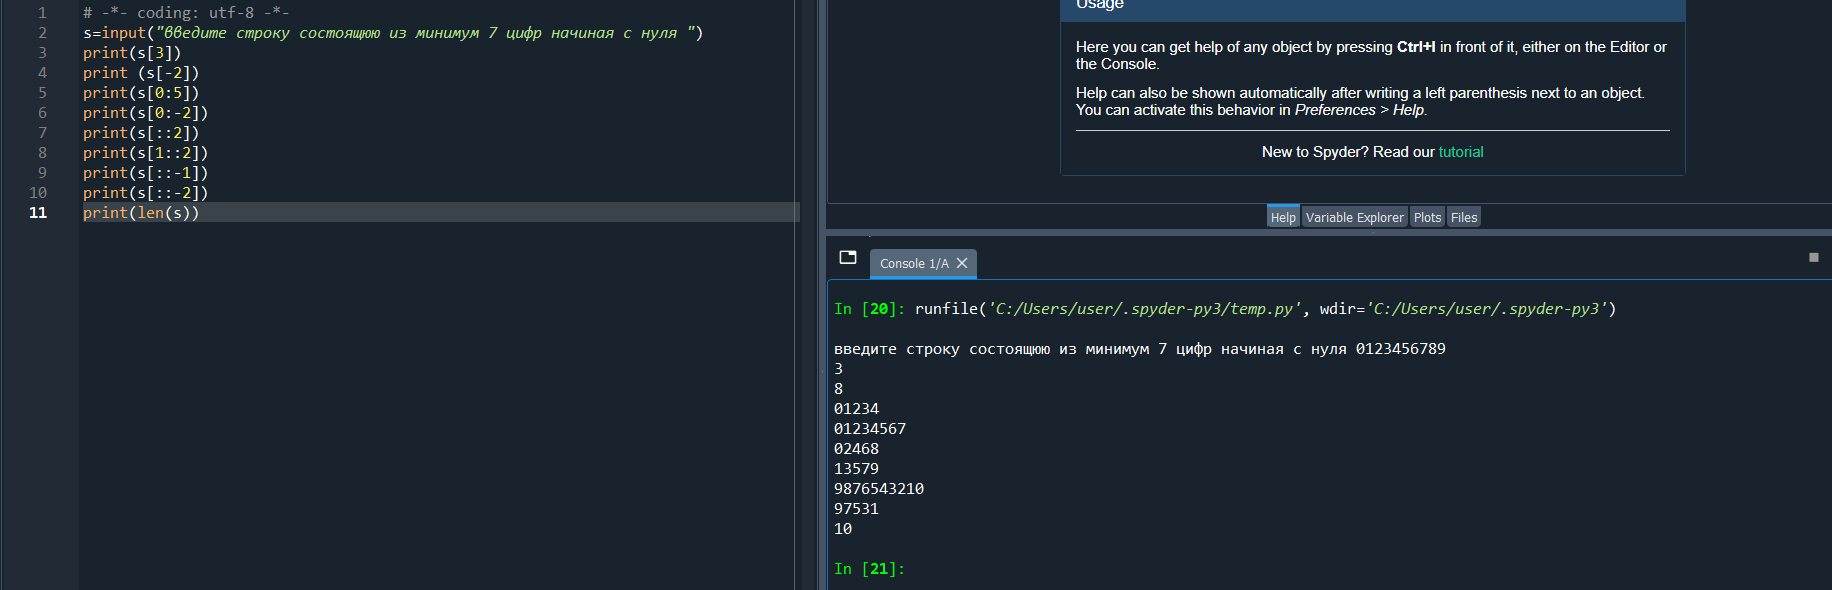 1 # -*- coding: utf-8 -*-
2 s=input("введите строку состоящюю из минимум 7 цифр начиная с нуля ")
3 print(s[3])
4 print (s[-2])
5 print(s[0:5])
6 print(s[0:-2])
7 print(s[::2])
8 print(s[1::2])
9 print(s[::-1])
10 print(s[::-2])
11 print(len(s))
Usage
Here you can get help of any object by pressing Ctrl+I in front of it, either on the Editor or
the Console.
Help can also be shown automatically after writing a left parenthesis next to an object.
You can activate this behavior in Preferences > Help.
New to Spyder? Read our tutorial
Help Variable Explorer Plots Files
Console 1/A
In [20]: runfile('C:/Users/user/.spyder-py3/temp.py', wdir='C:/Users/user/.spyder-py3')
введите строку состоящюю из минимум 7 цифр начиная с нуля 0123456789
3
8
01234
01234567
02468
13579
9876543210
97531
10
In [21]: